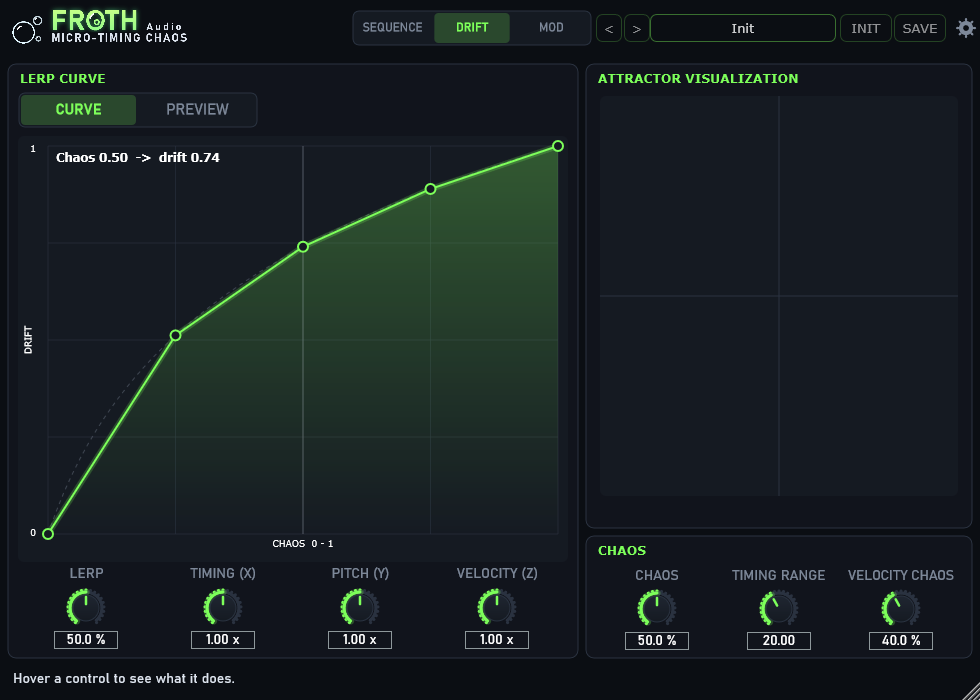 FROTH Audio
MICRO-TIMING CHAOS
SEQUENCE DRIFT MOD
< > Init INIT SAVE
LERP CURVE
CURVE PREVIEW
1
Chaos 0.50 -> drift 0.74
DRIFT
0
CHAOS 0 - 1
LERP TIMING (X) PITCH (Y) VELOCITY (Z)
50.0 % 1.00 x 1.00 x 1.00 x
ATTRACTOR VISUALIZATION
CHAOS
CHAOS TIMING RANGE VELOCITY CHAOS
50.0 % 20.00 40.0 %
Hover a control to see what it does.